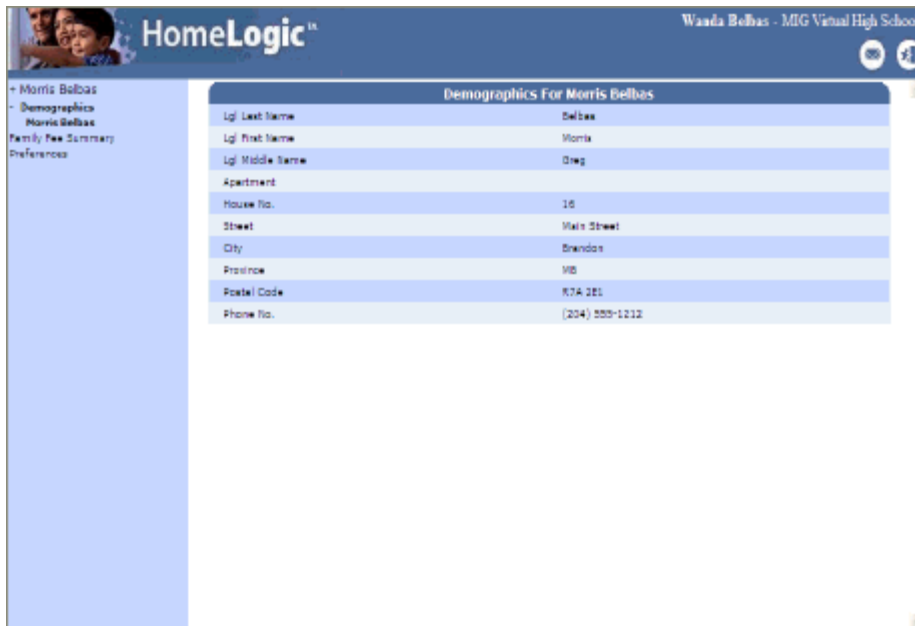 HomeLogic™
Wanda Belbas - MIG Virtual High School
+ Morris Belbas
- Demographics
Morris Belbas
Family Fee Summary
Preferences
Demographics For Morris Belbas
Lgl Last Name Belbas
Lgl First Name Morris
Lgl Middle Name Greg
Apartment
House No. 16
Street Main Street
City Brandon
Province MB
Postal Code R7A 2E1
Phone No. (204) 555-1212